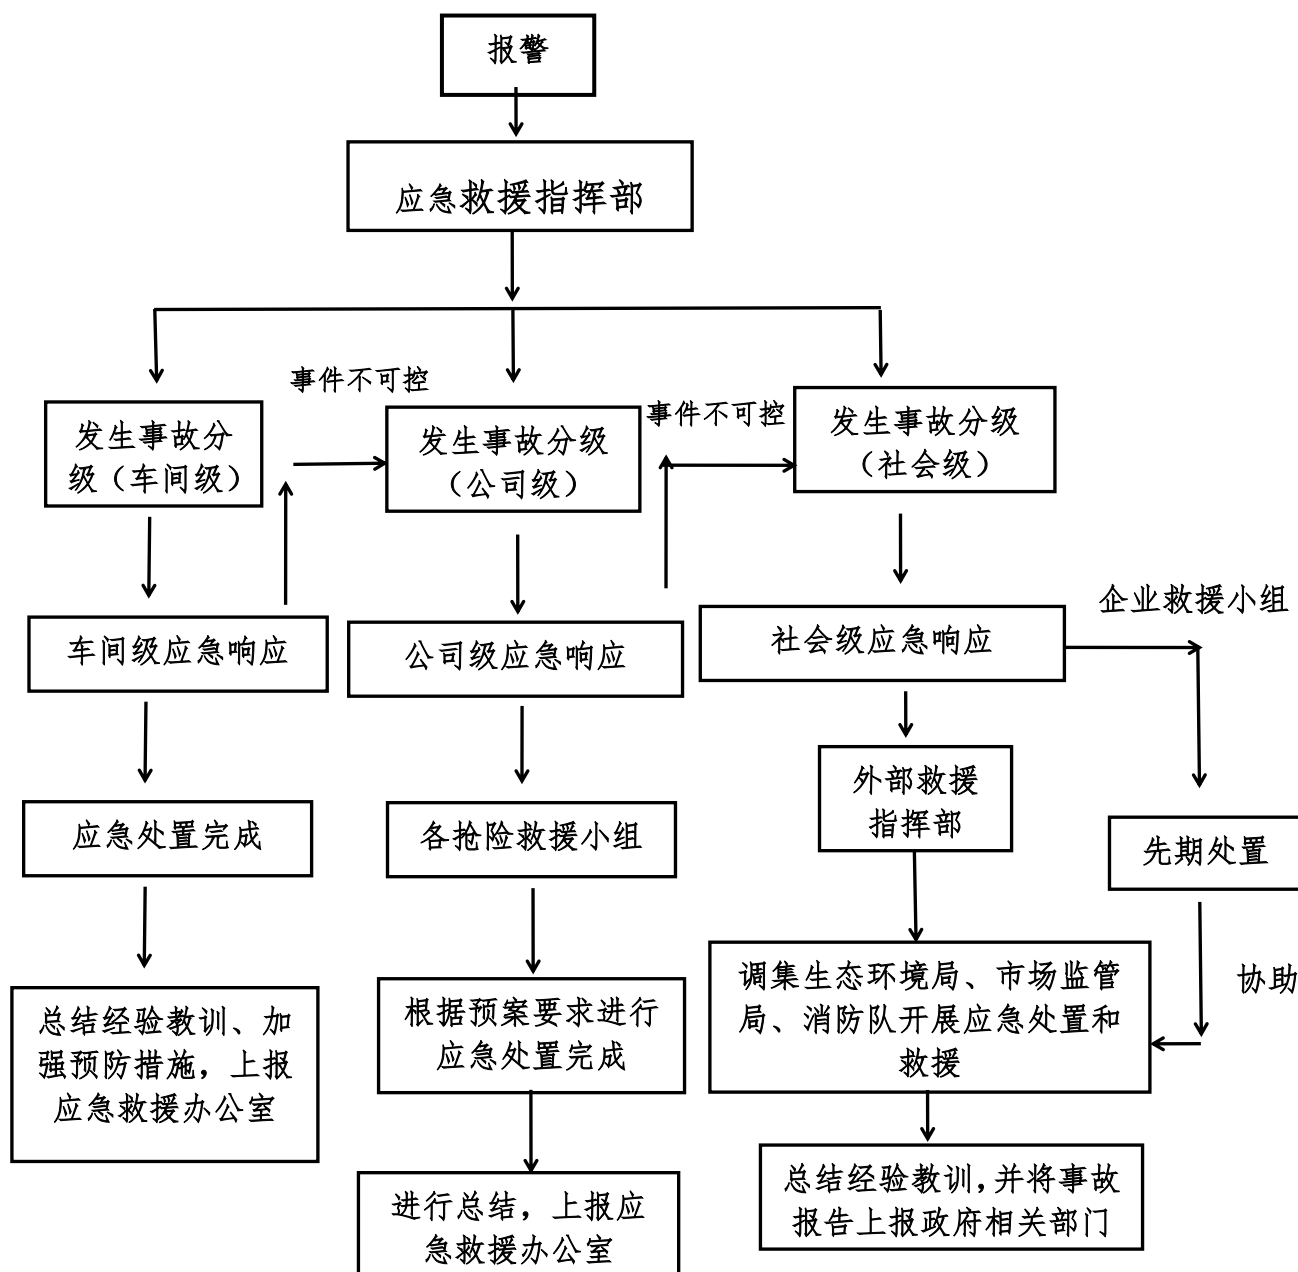 报警
应急救援指挥部
事件不可控
事件不可控
发生事故分
级（车间级）
发生事故分级
（公司级）
发生事故分级
（社会级）
企业救援小组
车间级应急响应
公司级应急响应
社会级应急响应
外部救援
指挥部
应急处置完成
各抢险救援小组
先期处置
调集生态环境局、市场监管
局、消防队开展应急处置和
救援
协助
总结经验教训、加
强预防措施，上报
应急救援办公室
根据预案要求进行
应急处置完成
进行总结，上报应
急救援办公室
总结经验教训，并将事故
报告上报政府相关部门